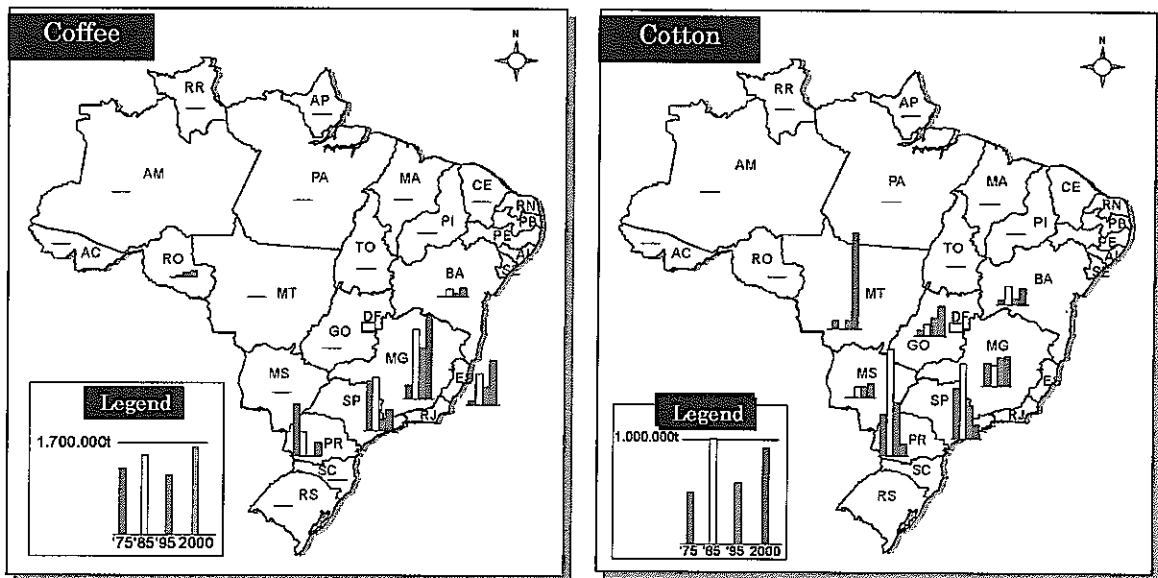 Coffee
N
RR
AP
AM
PA
MA
CE
RN
PB
PI
PE
AL
SE
AC
RO
TO
BA
MT
GO
DF
MG
ES
MS
SP
RJ
PR
SC
RS
Legend
1.700.000t
'75 '85 '95 2000
Cotton
N
RR
AP
AM
PA
MA
CE
RN
PB
PI
PE
AL
SE
AC
RO
TO
BA
MT
GO
DF
MG
MS
SP
RJ
PR
SC
RS
Legend
1.000.000t
'75 '85 '95 2000